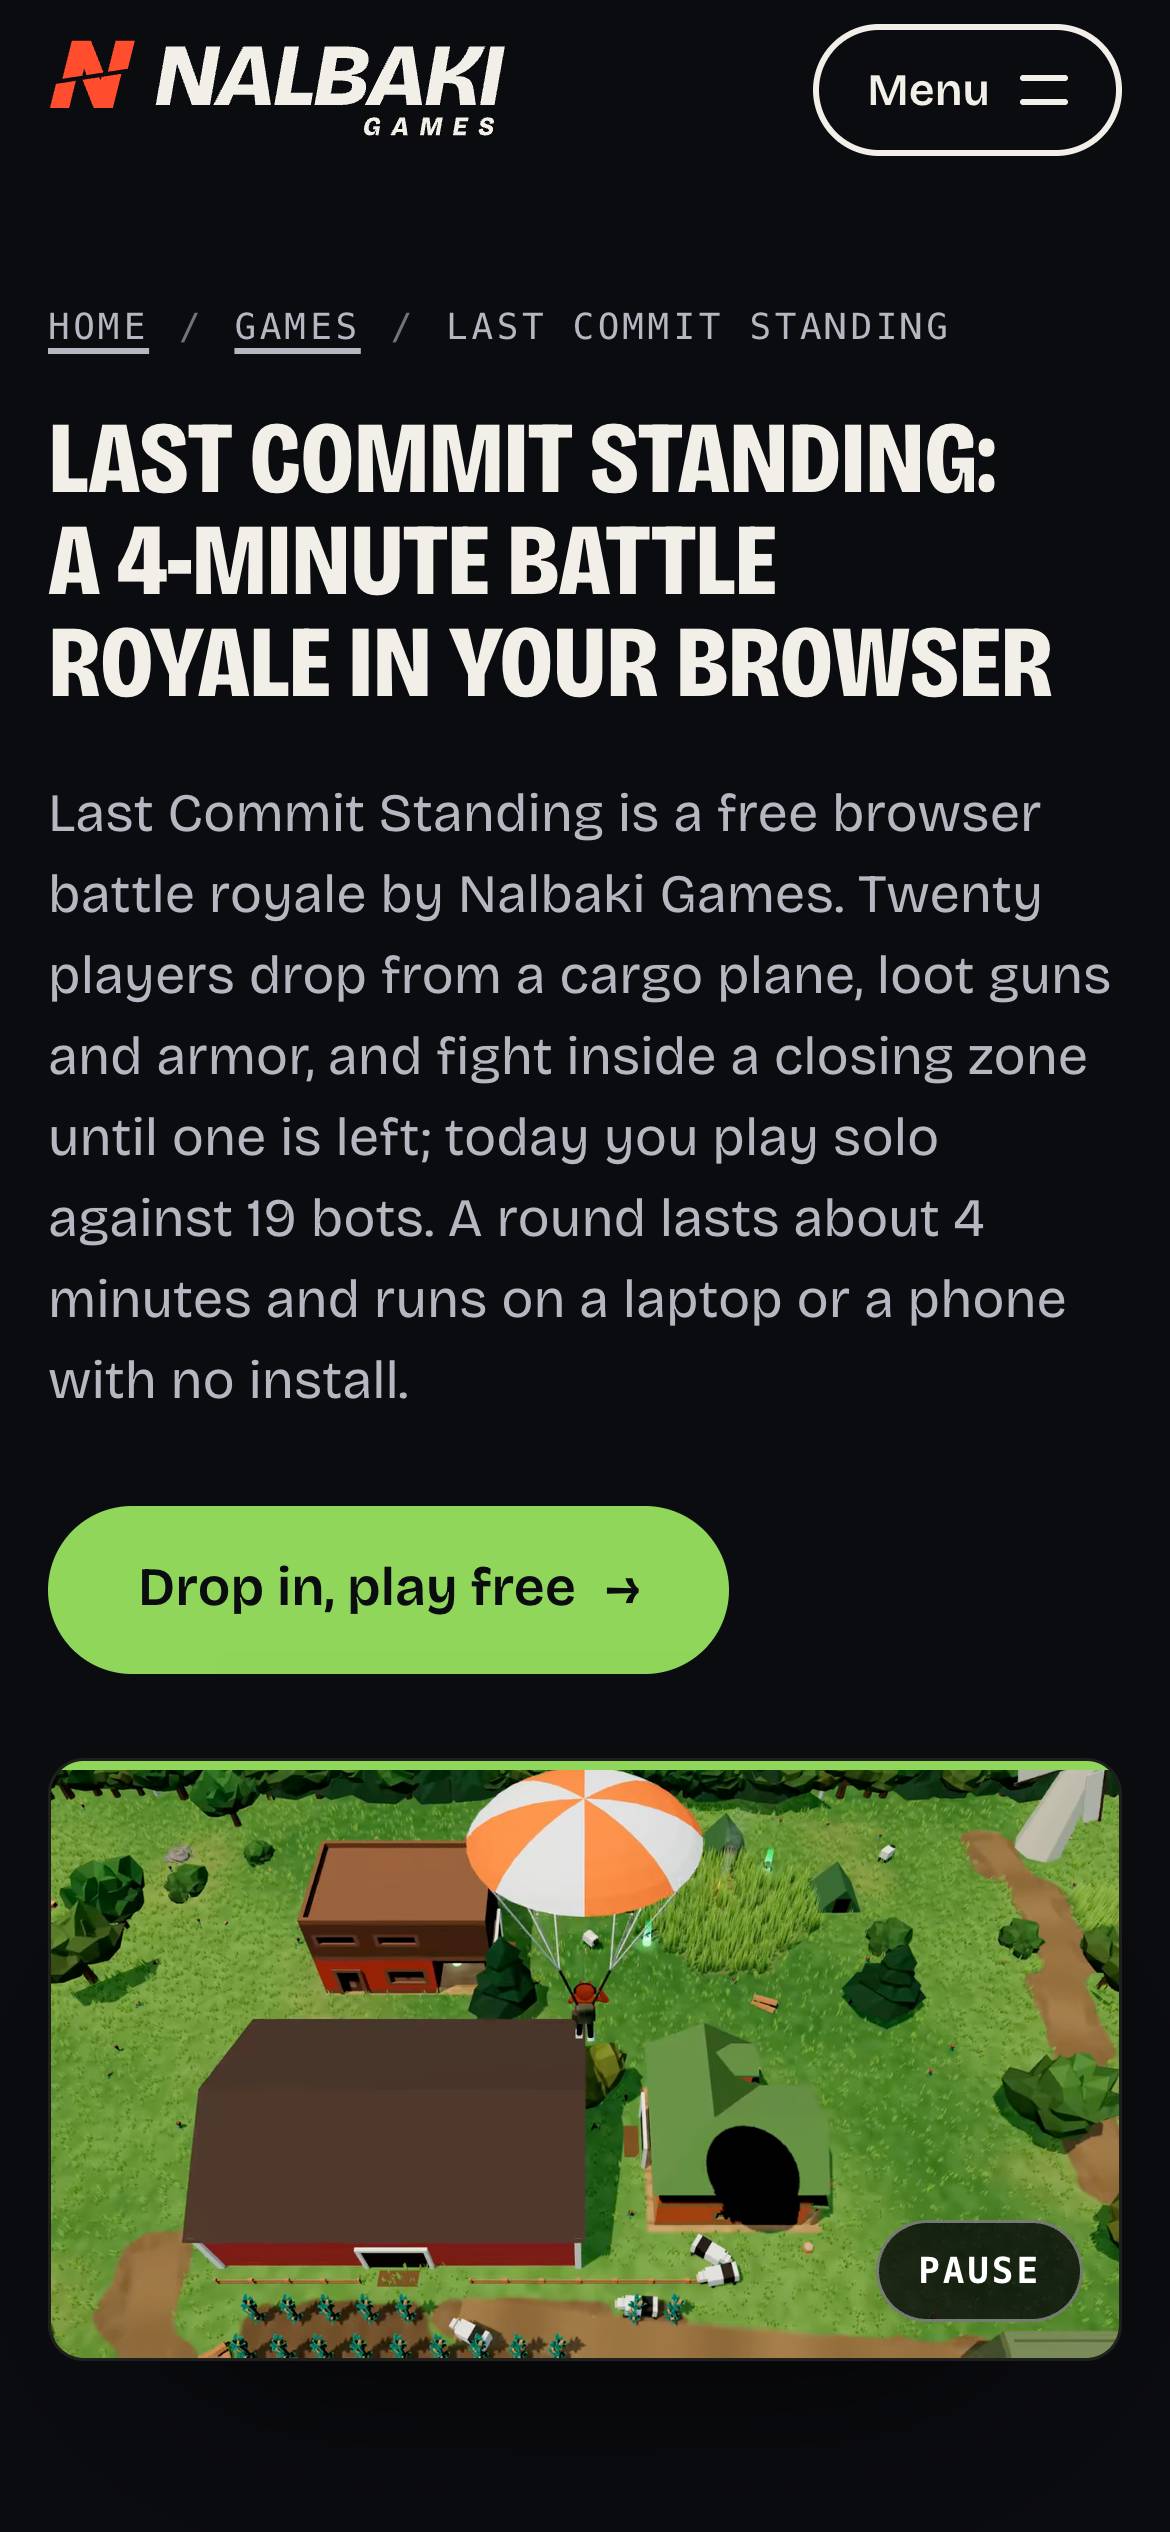 NALBAKI
GAMES
Menu
HOME / GAMES / LAST COMMIT STANDING
LAST COMMIT STANDING:
A 4-MINUTE BATTLE
ROYALE IN YOUR BROWSER
Last Commit Standing is a free browser
battle royale by Nalbaki Games. Twenty
players drop from a cargo plane, loot guns
and armor, and fight inside a closing zone
until one is left; today you play solo
against 19 bots. A round lasts about 4
minutes and runs on a laptop or a phone
with no install.
Drop in, play free →
PAUSE